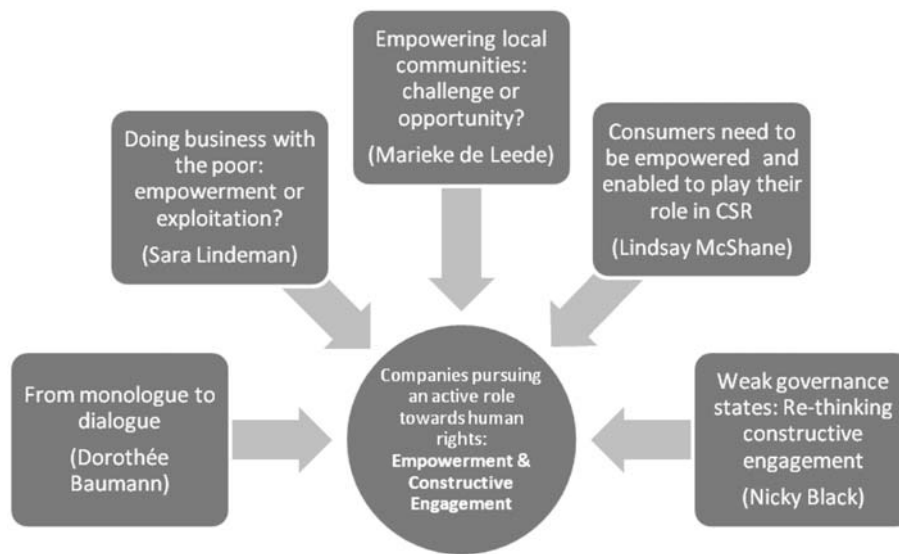 Empowering local
communities:
challenge or
opportunity?
(Marieke de Leede)
Doing business with
the poor:
empowerment or
exploitation?
(Sara Lindeman)
Consumers need to
be empowered and
enabled to play their
role in CSR
(Lindsay McShane)
From monologue to
dialogue
(Dorothée
Baumann)
Companies pursuing
an active role
towards human
rights:
Empowerment &
Constructive
Engagement
Weak governance
states: Re-thinking
constructive
engagement
(Nicky Black)